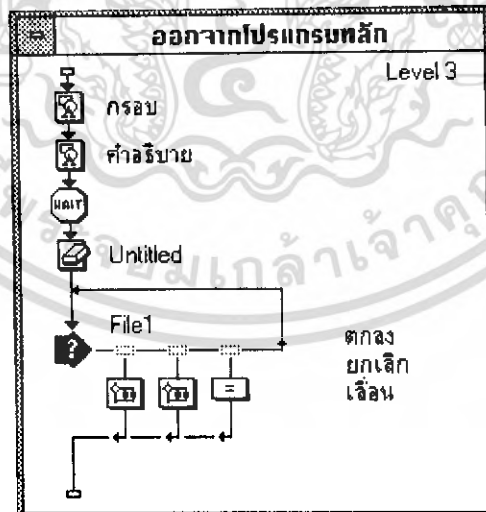 ออกจากโปรแกรมหลัก
Level 3
กรอบ
คำอธิบาย
WAIT
Untitled
File1
?
=
ตกลง
ยกเลิก
เลื่อน